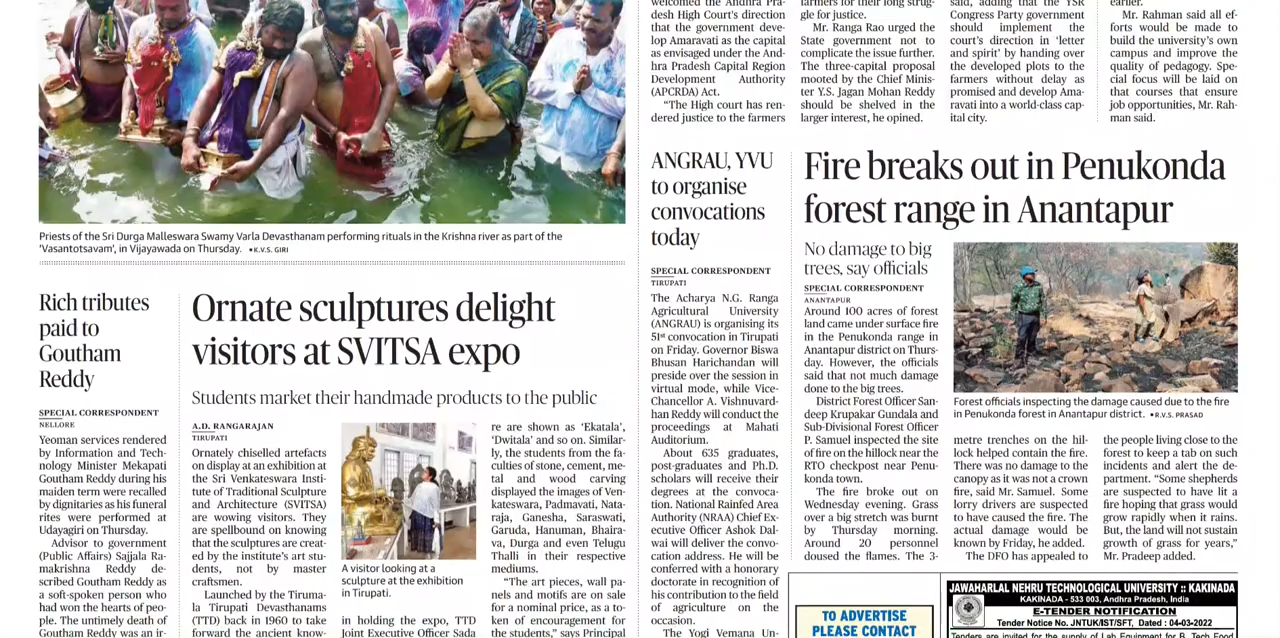 welcomed the Andhra Pra-
desh High Court's direction
that the government deve-
lop Amaravati as the capital
as envisaged under the And-
hra Pradesh Capital Region
Development Authority
(APCRDA) Act.
"The High court has ren-
dered justice to the farmers
farmers for their long strug-
gle for justice.
Mr. Ranga Rao urged the
State government not to
complicate the issue further.
The three-capital proposal
mooted by the Chief Minis-
ter Y.S. Jagan Mohan Reddy
should be shelved in the
larger interest, he opined.
said, adding that the YSR
Congress Party government
should implement the
court's direction in 'letter
and spirit' by handing over
the developed plots to the
farmers without delay as
promised and develop Ama-
ravati into a world-class cap-
ital city.
earlier.
Mr. Rahman said all ef-
forts would be made to
build the university's own
campus and improve the
quality of pedagogy. Spe-
cial focus will be laid on
that courses that ensure
job opportunities, Mr. Rah-
man said.
Priests of the Sri Durga Malleswara Swamy Varla Devasthanam performing rituals in the Krishna river as part of the
'Vasantotsavam', in Vijayawada on Thursday. •K.V.S. GIRI
Rich tributes
paid to
Goutham
Reddy
SPECIAL CORRESPONDENT
NELLORE
Yeoman services rendered
by Information and Tech-
nology Minister Mekapati
Goutham Reddy during his
maiden term were recalled
by dignitaries as his funeral
rites were performed at
Udayagiri on Thursday.
Advisor to government
(Public Affairs) Sajjala Ra-
makrishna Reddy de-
scribed Goutham Reddy as
a soft-spoken person who
had won the hearts of peo-
ple. The untimely death of
Goutham Reddy was an ir-
Ornate sculptures delight
visitors at SVITSA expo
Students market their handmade products to the public
A.D. RANGARAJAN
TIRUPATI
Ornately chiselled artefacts
on display at an exhibition at
the Sri Venkateswara Insti-
tute of Traditional Sculpture
and Architecture (SVITSA)
are wowing visitors. They
are spellbound on knowing
that the sculptures are creat-
ed by the institute's art stu-
dents, not by master
craftsmen.
Launched by the Tiruma-
la Tirupati Devasthanams
(TTD) back in 1960 to take
forward the ancient know-
A visitor looking at a
sculpture at the exhibition
in Tirupati.
in holding the expo, TTD
Joint Executive Officer Sada
re are shown as 'Ekatala',
'Dwitala' and so on. Similar-
ly, the students from the fa-
culties of stone, cement, me-
tal and wood carving
displayed the images of Ven-
kateswara, Padmavati, Nata-
raja, Ganesha, Saraswati,
Garuda, Hanuman, Bhaira-
va, Durga and even Telugu
Thalli in their respective
mediums.
"The art pieces, wall pa-
nels and motifs are on sale
for a nominal price, as a to-
ken of encouragement for
the students," says Principal
ANGRAU, YVU
to organise
convocations
today
SPECIAL CORRESPONDENT
TIRUPATI
The Acharya N.G. Ranga
Agricultural University
(ANGRAU) is organising its
51st convocation in Tirupati
on Friday. Governor Biswa
Bhusan Harichandan will
preside over the session in
virtual mode, while Vice-
Chancellor A. Vishnuvard-
han Reddy will conduct the
proceedings at Mahati
Auditorium.
About 635 graduates,
post-graduates and Ph.D.
scholars will receive their
degrees at the convoca-
tion. National Rainfed Area
Authority (NRAA) Chief Ex-
ecutive Officer Ashok Dal-
wai will deliver the convo-
cation address. He will be
conferred with a honorary
doctorate in recognition of
his contribution to the field
of agriculture on the
occasion.
The Yogi Vemana Un-
Fire breaks out in Penukonda
forest range in Anantapur
No damage to big
trees, say officials
SPECIAL CORRESPONDENT
ANANTAPUR
Around 100 acres of forest
land came under surface fire
in the Penukonda range in
Anantapur district on Thurs-
day. However, the officials
said that not much damage
done to the big trees.
District Forest Officer San-
deep Krupakar Gundala and
Sub-Divisional Forest Officer
P. Samuel inspected the site
of fire on the hillock near the
RTO checkpost near Penu-
konda town.
The fire broke out on
Wednesday evening. Grass
over a big stretch was burnt
by Thursday morning.
Around 20 personnel
doused the flames. The 3-
Forest officials inspecting the damage caused due to the fire
in Penukonda forest in Anantapur district. •R.V.S. PRASAD
metre trenches on the hil-
lock helped contain the fire.
There was no damage to the
canopy as it was not a crown
fire, said Mr. Samuel. Some
lorry drivers are suspected
to have caused the fire. The
actual damage would be
known by Friday, he added.
The DFO has appealed to
the people living close to the
forest to keep a tab on such
incidents and alert the de-
partment. "Some shepherds
are suspected to have lit a
fire hoping that grass would
grow rapidly when it rains.
But, the land will not sustain
growth of grass for years,"
Mr. Pradeep added.
TO ADVERTISE
PLEASE CONTACT
JAWAHARLAL NEHRU TECHNOLOGICAL UNIVERSITY :: KAKINADA
KAKINADA - 533 003, Andhra Pradesh, India
E-TENDER NOTIFICATION
Tender Notice No. JNTUK/IST/SFT, Dated : 04-03-2022
Tenders are invited for the supply of Lab Equipment for B. Tech Food